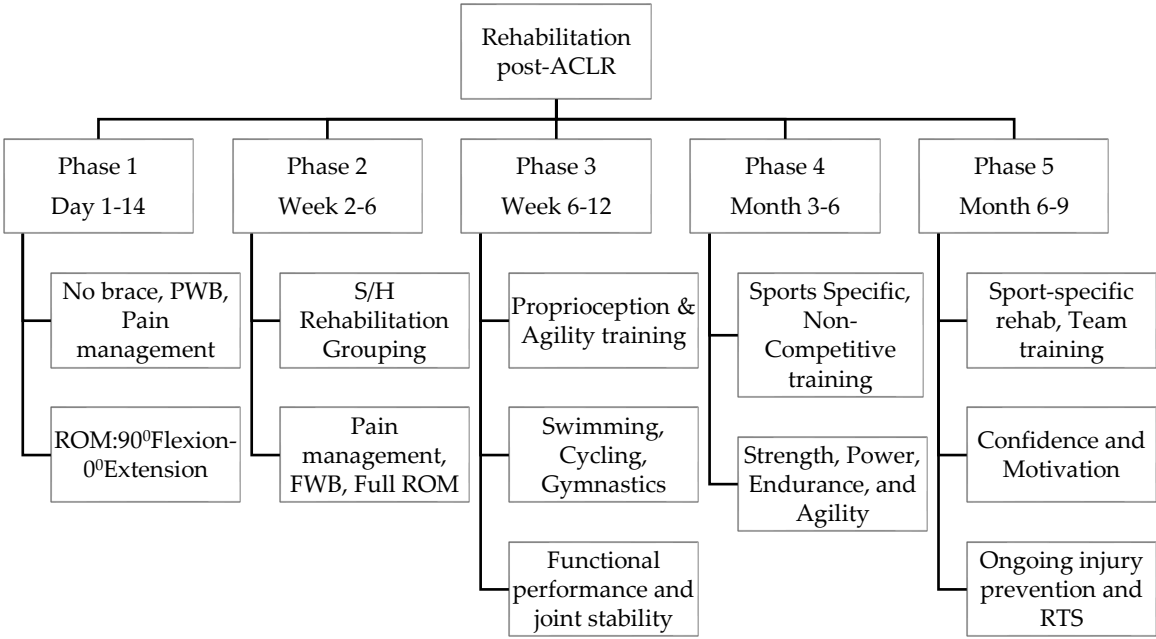 Rehabilitation
post-ACLR
Phase 1
Day 1-14
No brace, PWB,
Pain
management
ROM:90⁰Flexion-
0⁰Extension
Phase 2
Week 2-6
S/H
Rehabilitation
Grouping
Pain
management,
FWB, Full ROM
Phase 3
Week 6-12
Proprioception &
Agility training
Swimming,
Cycling,
Gymnastics
Functional
performance and
joint stability
Phase 4
Month 3-6
Sports Specific,
Non-
Competitive
training
Strength, Power,
Endurance, and
Agility
Phase 5
Month 6-9
Sport-specific
rehab, Team
training
Confidence and
Motivation
Ongoing injury
prevention and
RTS